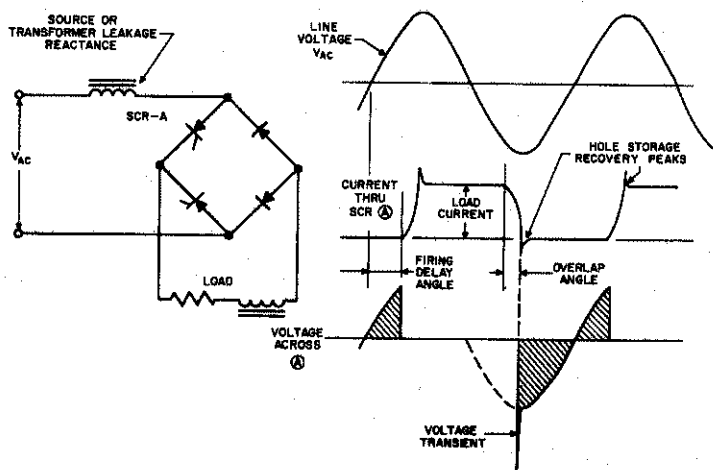 SOURCE OR
TRANSFORMER LEAKAGE
REACTANCE
SCR-A
VAC
LOAD
LINE
VOLTAGE
VAC
HOLE STORAGE
RECOVERY PEAKS
CURRENT
THRU
SCR Ⓐ
LOAD
CURRENT
FIRING
DELAY
ANGLE
OVERLAP
ANGLE
VOLTAGE
ACROSS
Ⓐ
VOLTAGE
TRANSIENT